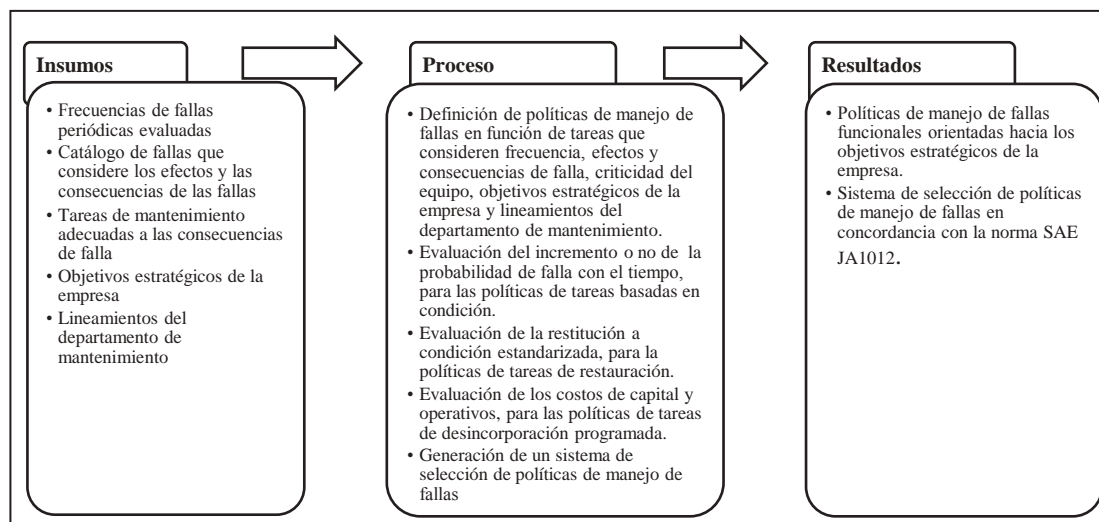 Insumos
• Frecuencias de fallas
periódicas evaluadas
• Catálogo de fallas que
considere los efectos y las
consecuencias de las fallas
• Tareas de mantenimiento
adecuadas a las consecuencias
de falla
• Objetivos estratégicos de la
empresa
• Lineamientos del
departamento de
mantenimiento
Proceso
• Definición de políticas de manejo de
fallas en función de tareas que
consideren frecuencia, efectos y
consecuencias de falla, criticidad del
equipo, objetivos estratégicos de la
empresa y lineamientos del
departamento de mantenimiento.
• Evaluación del incremento o no de la
probabilidad de falla con el tiempo,
para las políticas de tareas basadas en
condición.
• Evaluación de la restitución a
condición estandarizada, para la
políticas de tareas de restauración.
• Evaluación de los costos de capital y
operativos, para las políticas de tareas
de desincorporación programada.
• Generación de un sistema de
selección de políticas de manejo de
fallas
Resultados
• Políticas de manejo de fallas
funcionales orientadas hacia los
objetivos estratégicos de la
empresa.
• Sistema de selección de políticas
de manejo de fallas en
concordancia con la norma SAE
JA1012.